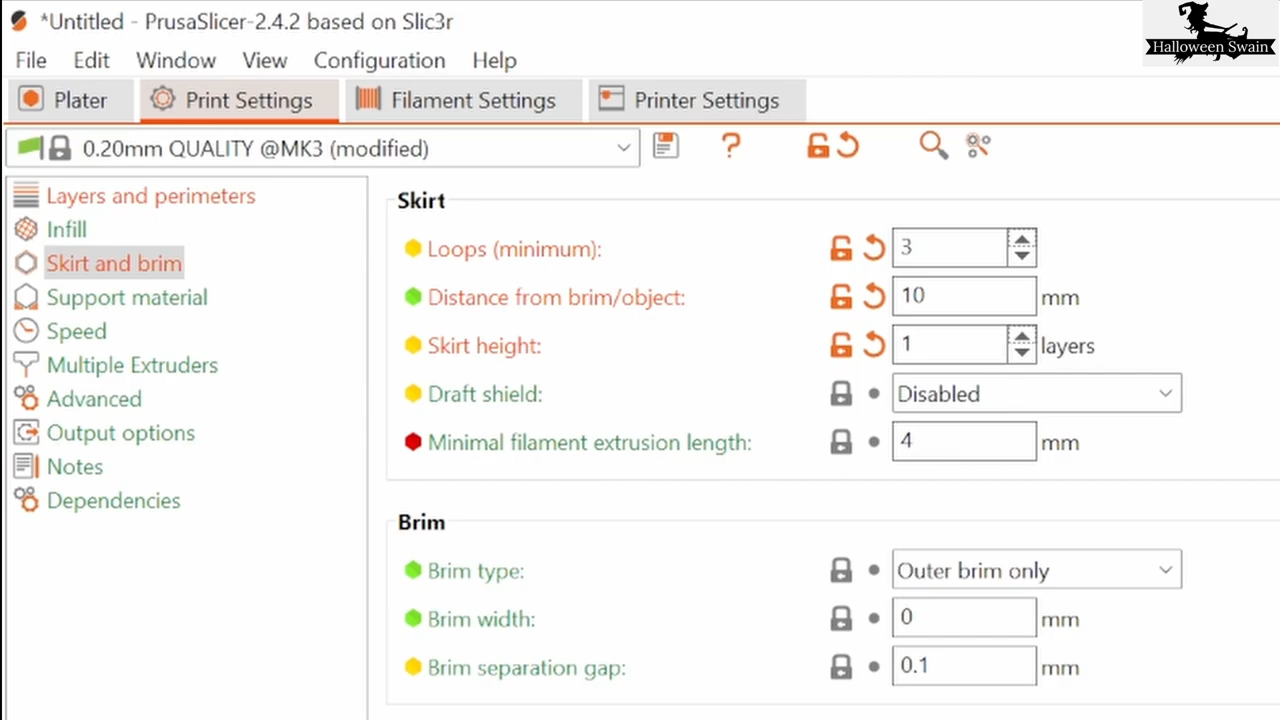 *Untitled - PrusaSlicer-2.4.2 based on Slic3r
Halloween Swain
File Edit Window View Configuration Help
Plater Print Settings Filament Settings Printer Settings
0.20mm QUALITY @MK3 (modified)
Layers and perimeters
Infill
Skirt and brim
Support material
Speed
Multiple Extruders
Advanced
Output options
Notes
Dependencies
Skirt
Loops (minimum): 3
Distance from brim/object: 10 mm
Skirt height: 1 layers
Draft shield: Disabled
Minimal filament extrusion length: 4 mm
Brim
Brim type: Outer brim only
Brim width: 0 mm
Brim separation gap: 0.1 mm